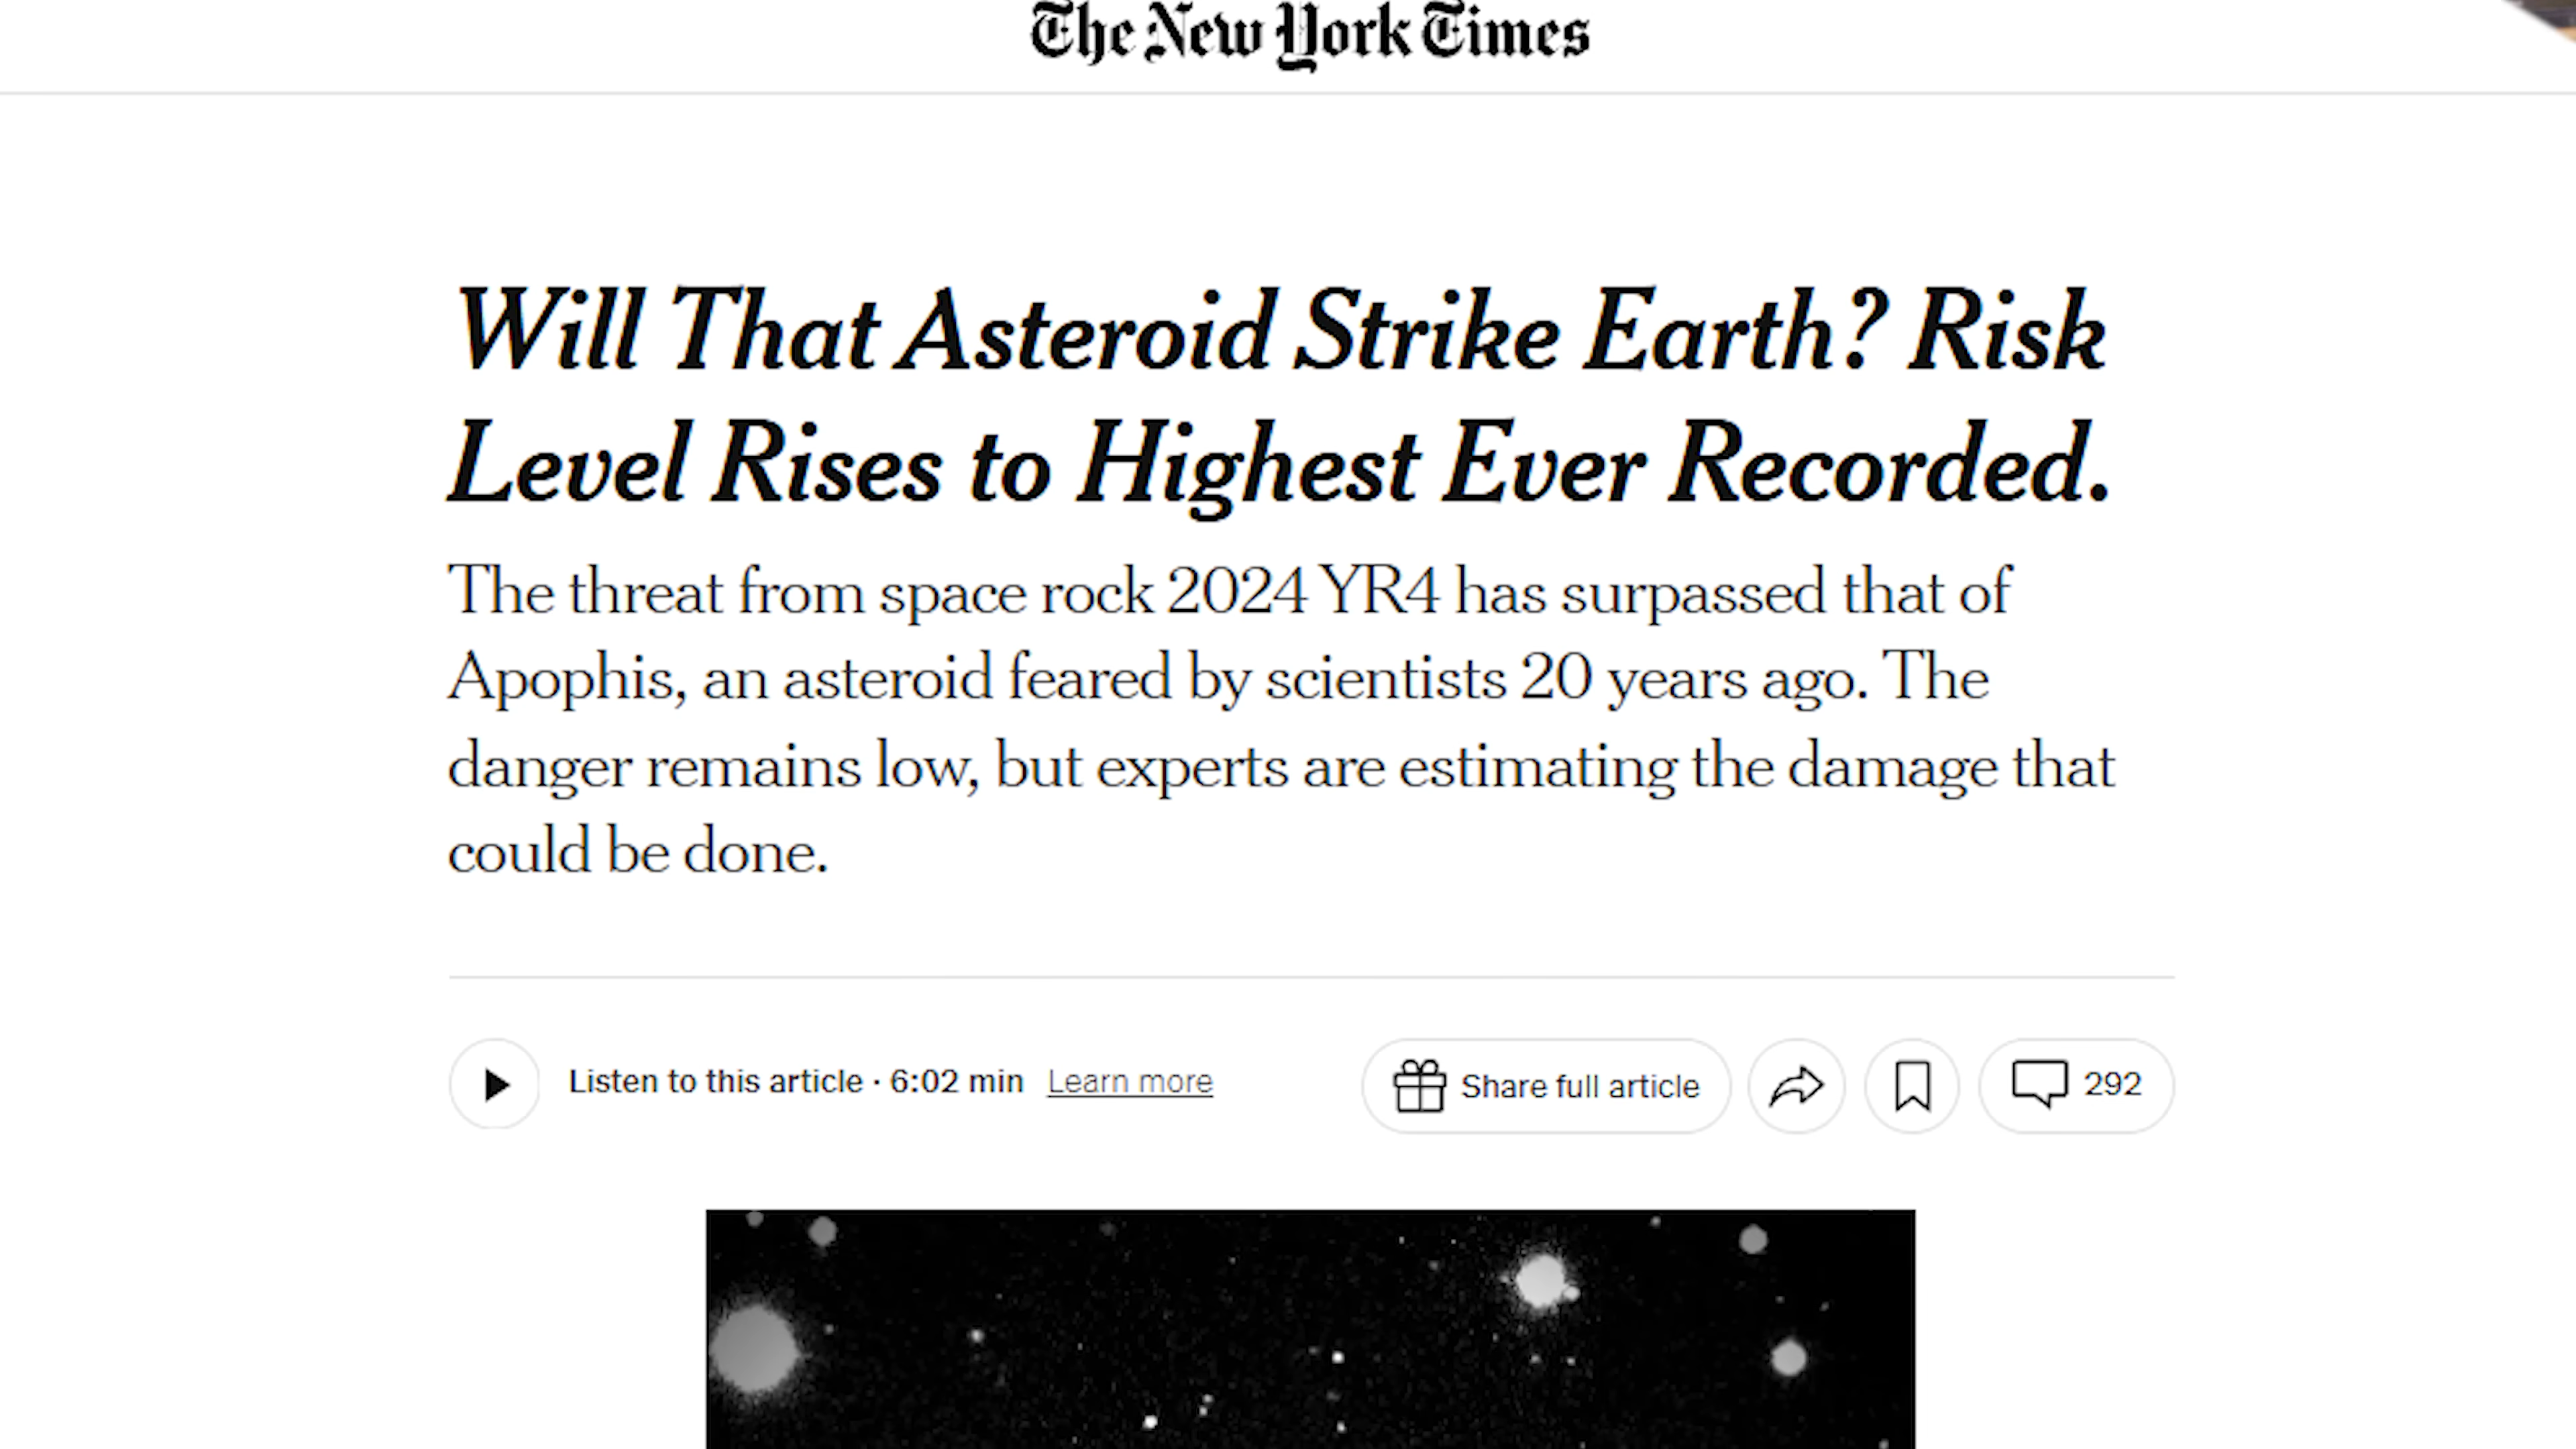 The New York Times
Will That Asteroid Strike Earth? Risk
Level Rises to Highest Ever Recorded.
The threat from space rock 2024 YR4 has surpassed that of
Apophis, an asteroid feared by scientists 20 years ago. The
danger remains low, but experts are estimating the damage that
could be done.
Listen to this article · 6:02 min Learn more
Share full article
292